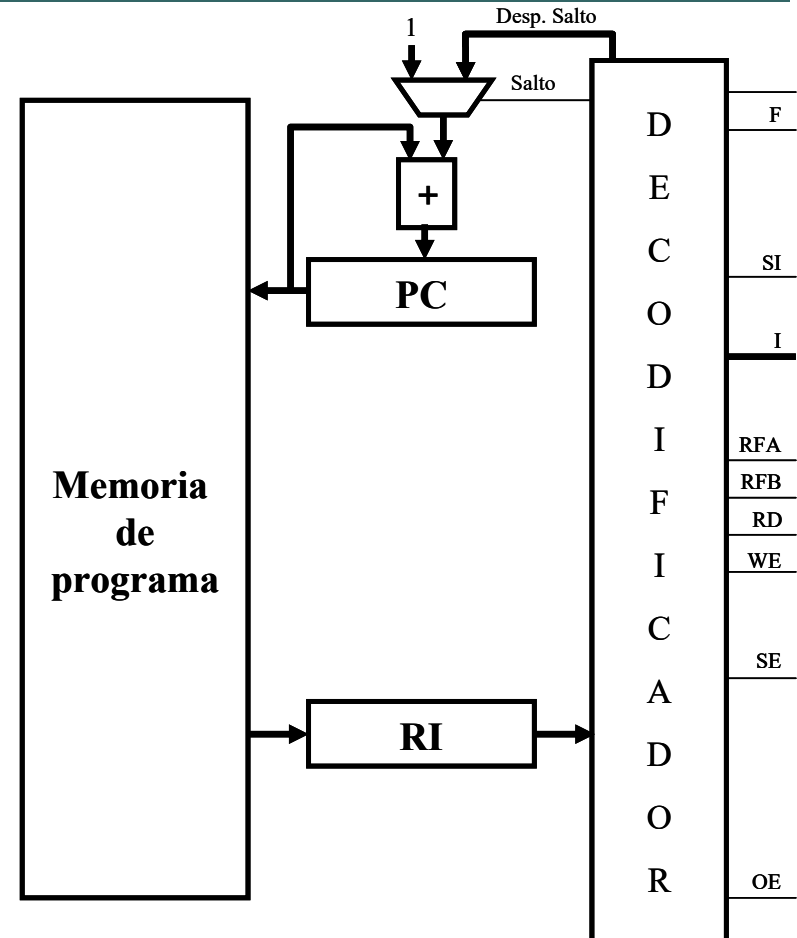 Desp. Salto
1
Salto
+
PC
Memoria
de
programa
RI
D
E
C
O
D
I
F
I
C
A
D
O
R
F
SI
I
RFA
RFB
RD
WE
SE
OE